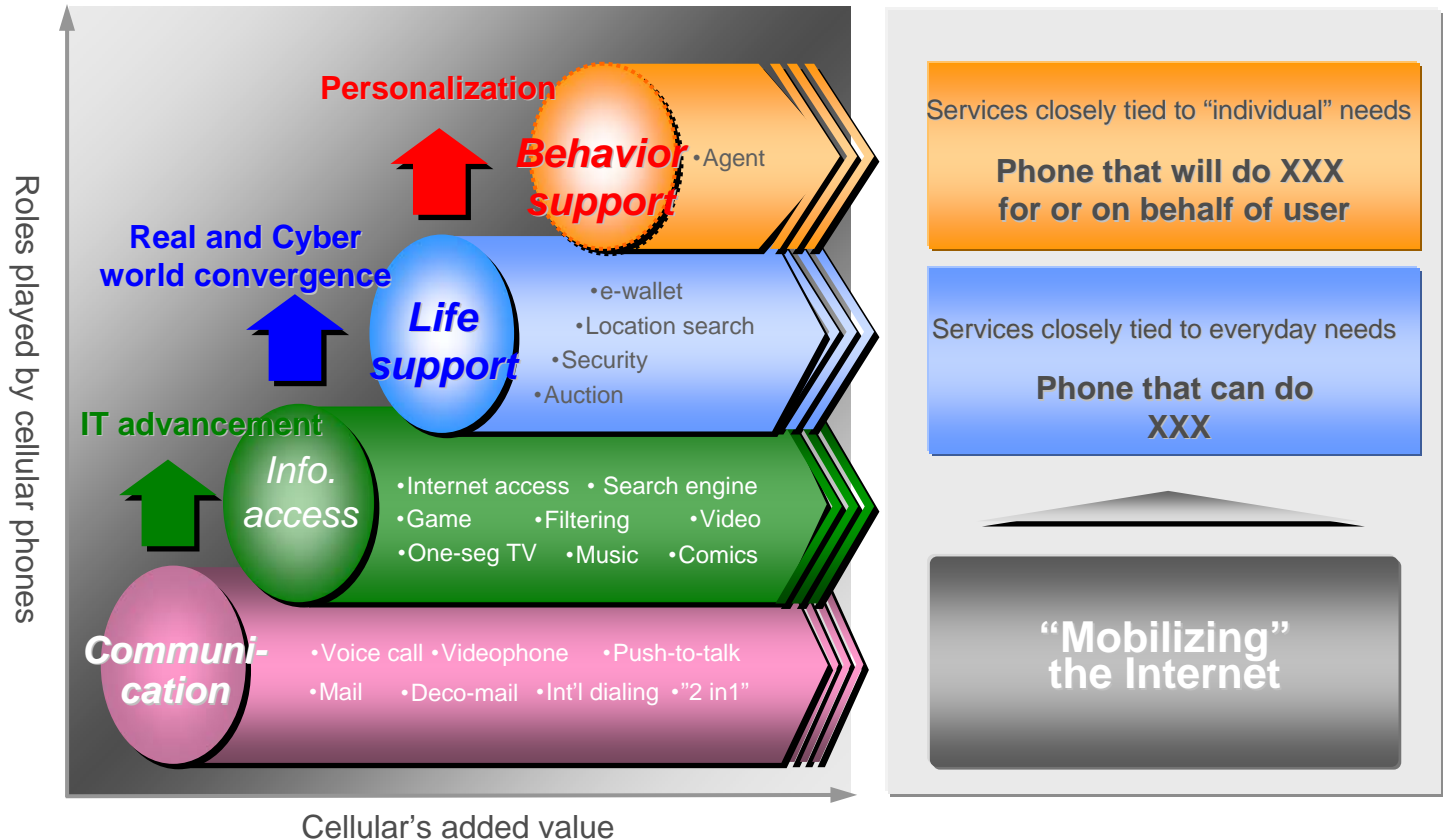 Roles played by cellular phones
Personalization
Behavior
support
•Agent
Real and Cyber
world convergence
Life
support
•e-wallet
•Location search
•Security
•Auction
IT advancement
Info.
access
•Internet access •Search engine
•Game •Filtering •Video
•One-seg TV •Music •Comics
Communi-
cation
•Voice call •Videophone •Push-to-talk
•Mail •Deco-mail •Int'l dialing •"2 in1"
Cellular's added value
Services closely tied to “individual” needs
Phone that will do XXX
for or on behalf of user
Services closely tied to everyday needs
Phone that can do
XXX
“Mobilizing”
the Internet